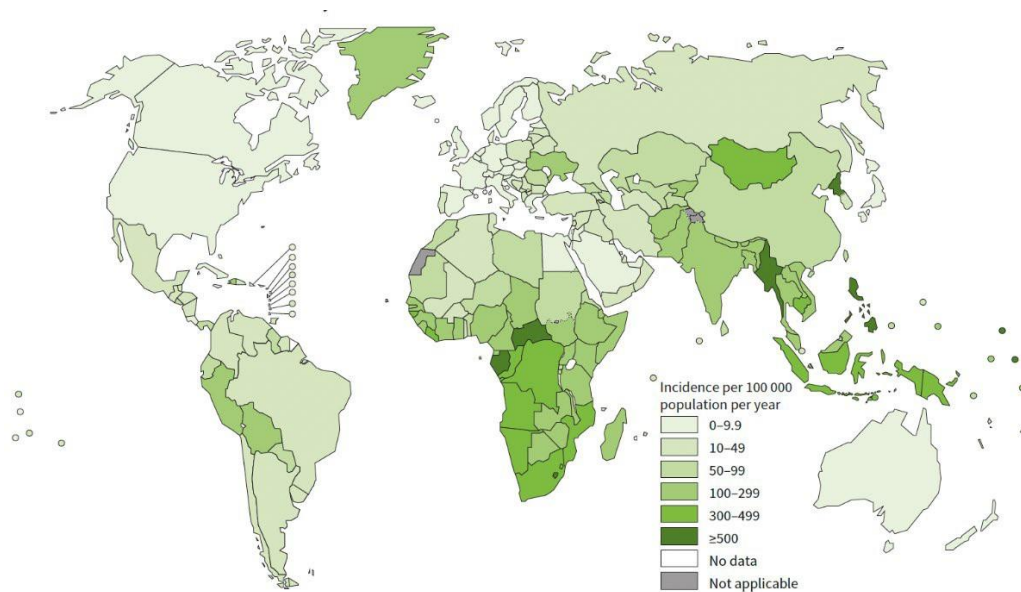 Incidence per 100 000
population per year
0–9.9
10–49
50–99
100–299
300–499
≥500
No data
Not applicable